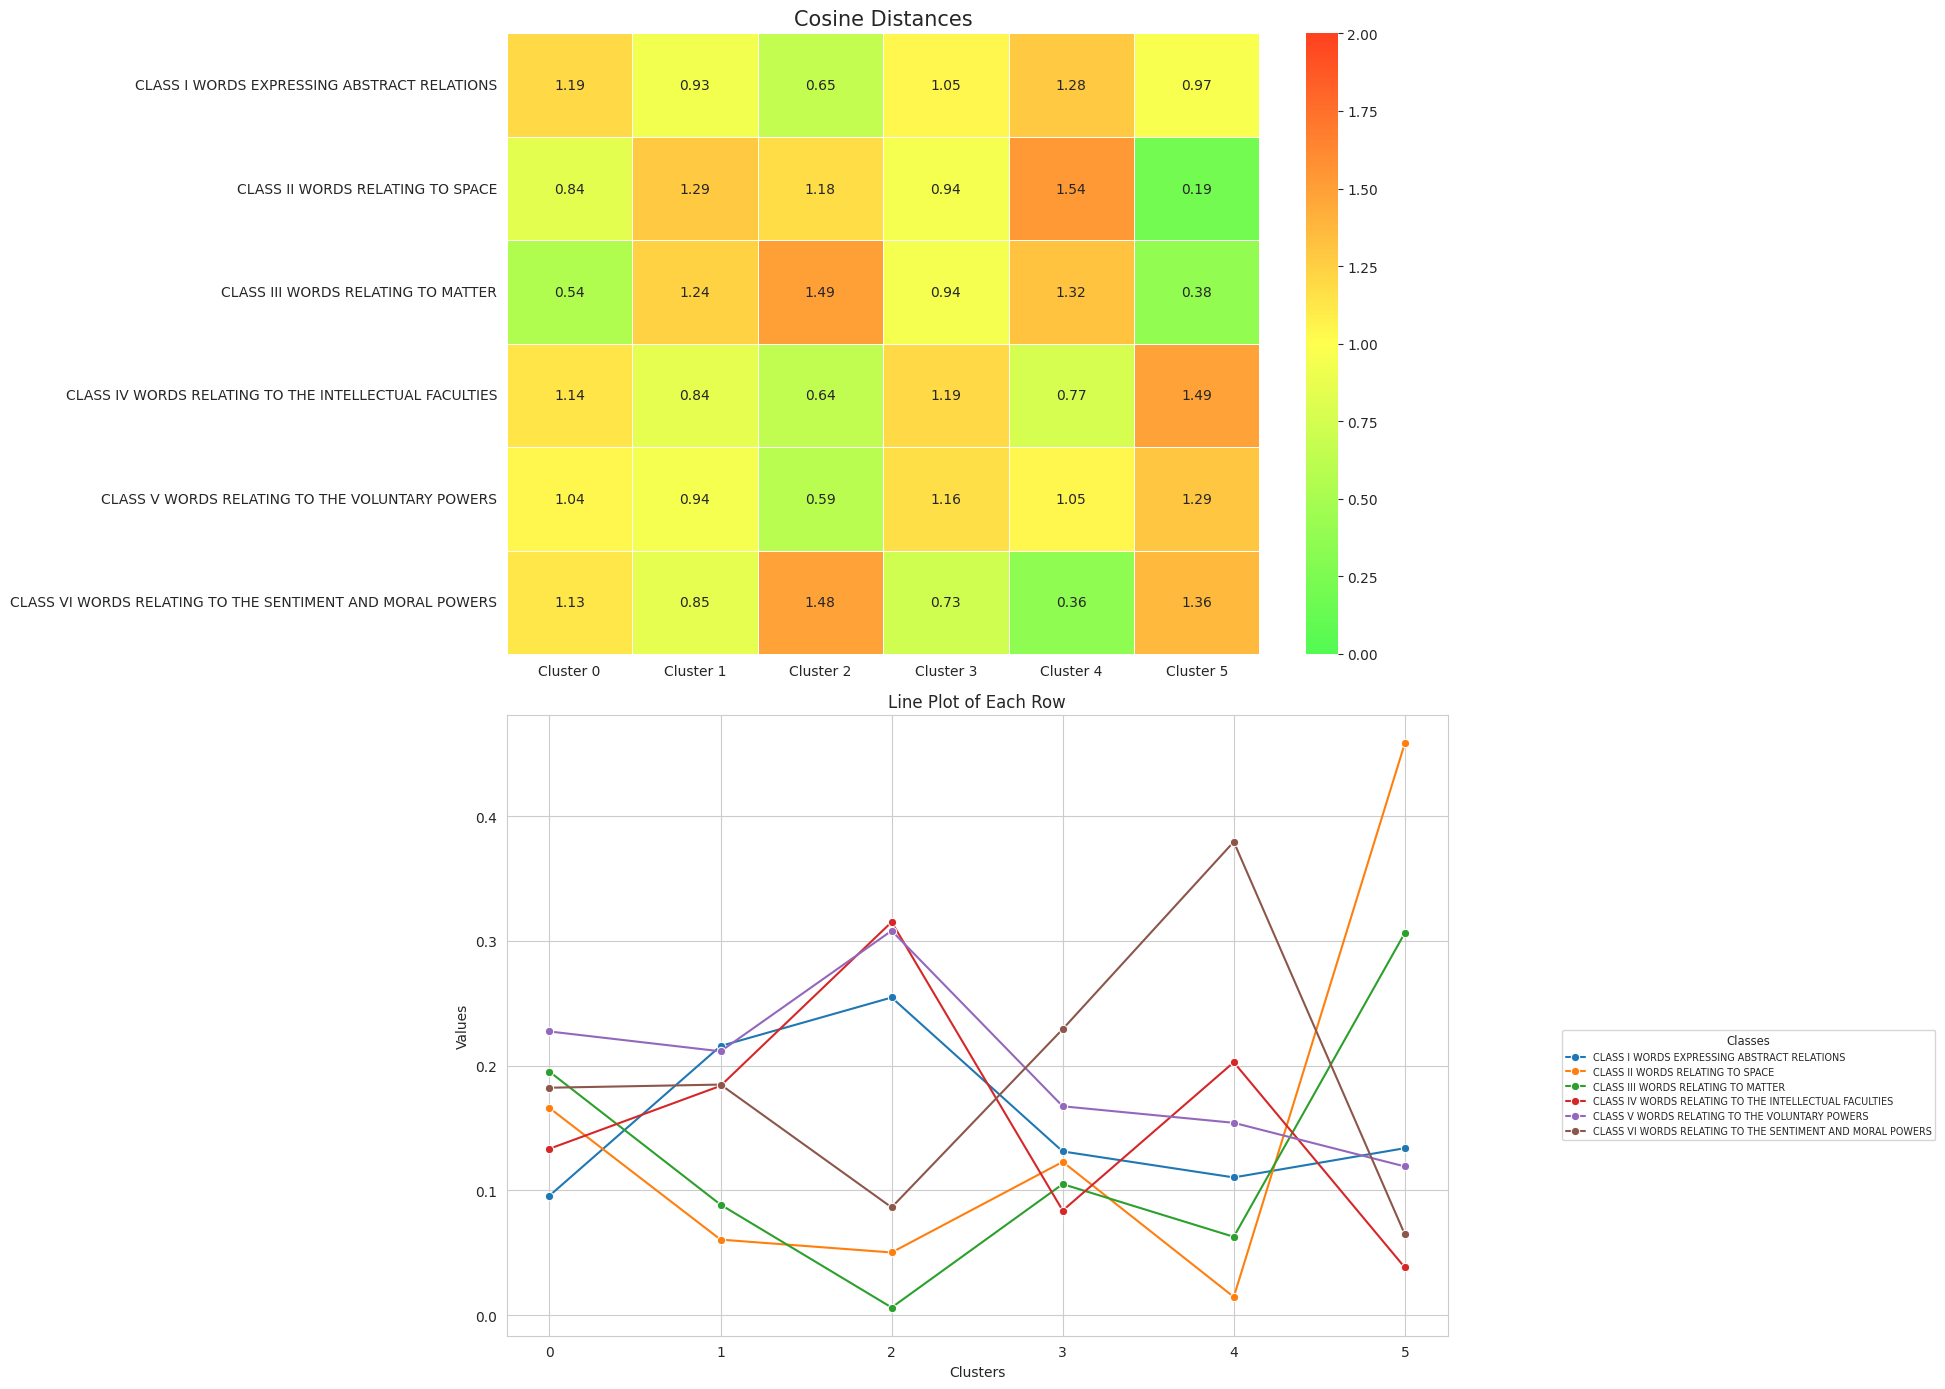 Cosine Distances
CLASS I WORDS EXPRESSING ABSTRACT RELATIONS 1.19 0.93 0.65 1.05 1.28 0.97
CLASS II WORDS RELATING TO SPACE 0.84 1.29 1.18 0.94 1.54 0.19
CLASS III WORDS RELATING TO MATTER 0.54 1.24 1.49 0.94 1.32 0.38
CLASS IV WORDS RELATING TO THE INTELLECTUAL FACULTIES 1.14 0.84 0.64 1.19 0.77 1.49
CLASS V WORDS RELATING TO THE VOLUNTARY POWERS 1.04 0.94 0.59 1.16 1.05 1.29
CLASS VI WORDS RELATING TO THE SENTIMENT AND MORAL POWERS 1.13 0.85 1.48 0.73 0.36 1.36
Cluster 0 Cluster 1 Cluster 2 Cluster 3 Cluster 4 Cluster 5
2.00
1.75
1.50
1.25
1.00
0.75
0.50
0.25
0.00
Line Plot of Each Row
Values
0.4
0.3
0.2
0.1
0.0
0 1 2 3 4 5
Clusters
Classes
CLASS I WORDS EXPRESSING ABSTRACT RELATIONS
CLASS II WORDS RELATING TO SPACE
CLASS III WORDS RELATING TO MATTER
CLASS IV WORDS RELATING TO THE INTELLECTUAL FACULTIES
CLASS V WORDS RELATING TO THE VOLUNTARY POWERS
CLASS VI WORDS RELATING TO THE SENTIMENT AND MORAL POWERS